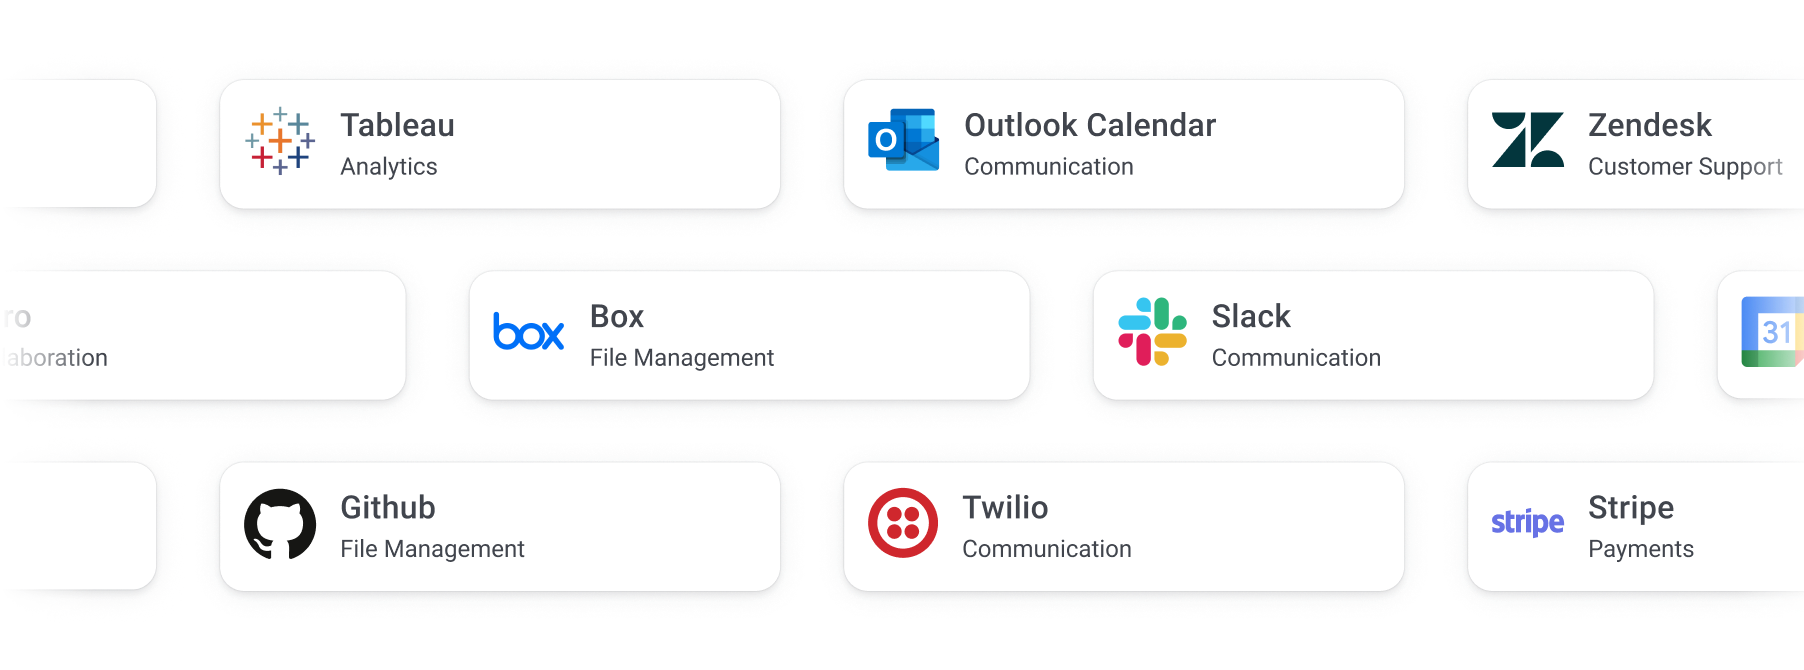 Tableau
Analytics
O
Outlook Calendar
Communication
Zendesk
Customer Support
ro
laboration
box
Box
File Management
Slack
Communication
31
Github
File Management
Twilio
Communication
stripe
Stripe
Payments